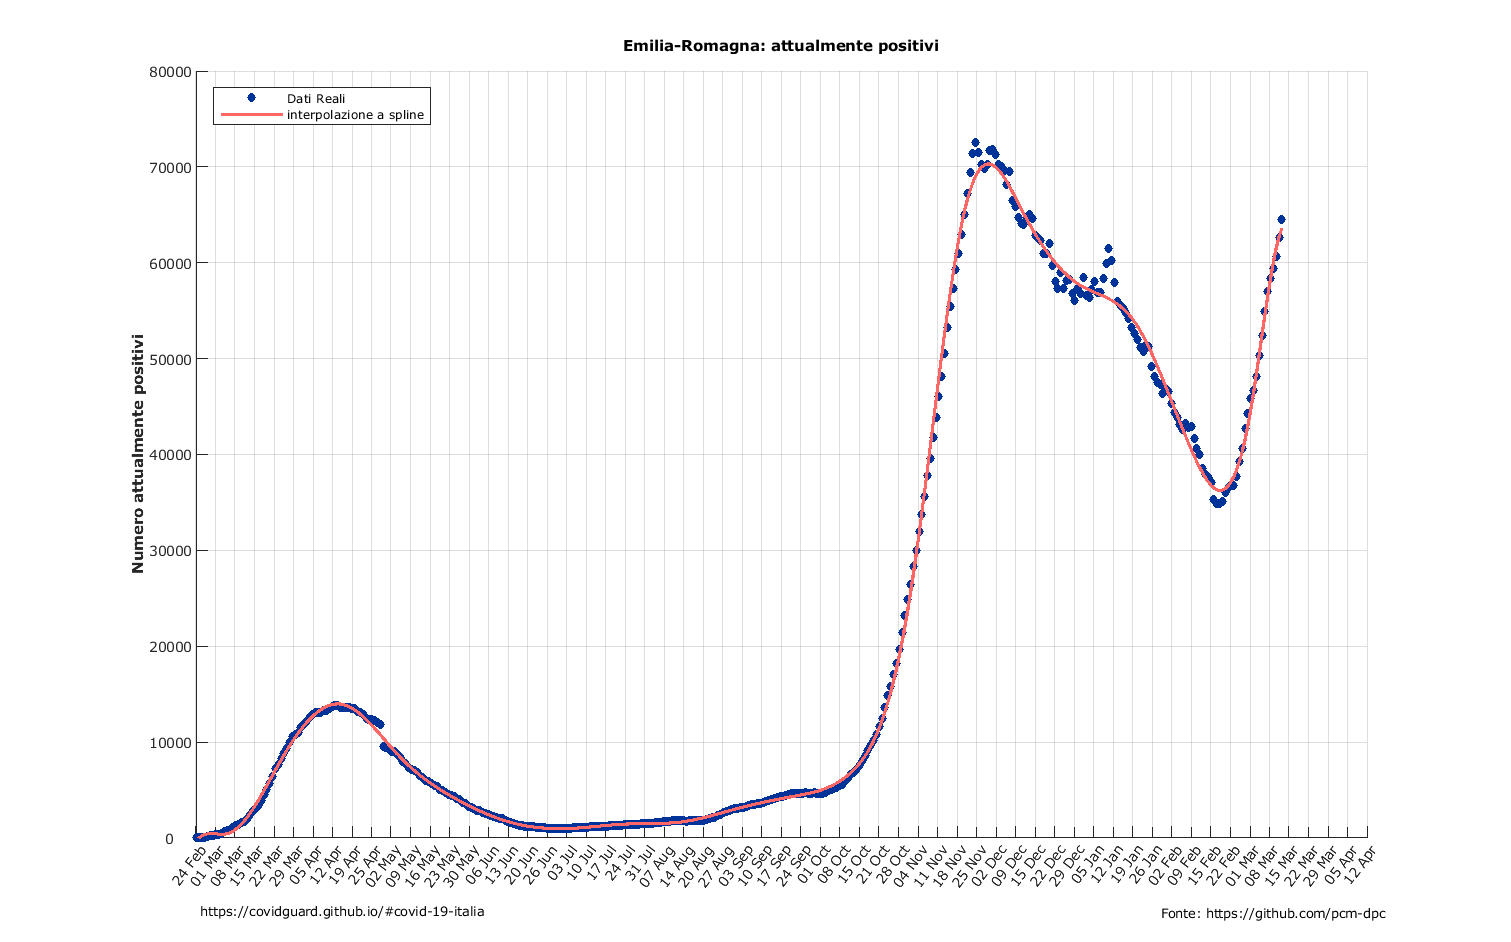 Emilia-Romagna: attualmente positivi
Dati Reali
interpolazione a spline
Numero attualmente positivi
80000
70000
60000
50000
40000
30000
20000
10000
0
24 Feb
01 Mar
08 Mar
15 Mar
22 Mar
29 Mar
05 Apr
12 Apr
19 Apr
25 Apr
02 May
09 May
16 May
23 May
30 May
06 Jun
13 Jun
20 Jun
26 Jun
03 Jul
10 Jul
17 Jul
24 Jul
31 Aug
07 Aug
14 Aug
20 Aug
27 Aug
03 Sep
10 Sep
17 Sep
24 Sep
01 Oct
08 Oct
15 Oct
21 Oct
28 Oct
04 Nov
11 Nov
18 Nov
25 Nov
02 Dec
09 Dec
15 Dec
22 Dec
29 Dec
05 Jan
12 Jan
19 Jan
26 Jan
02 Feb
09 Feb
15 Feb
22 Feb
01 Mar
08 Mar
15 Mar
22 Mar
29 Mar
05 Apr
12 Apr
https://covidguard.github.io/#covid-19-italia
Fonte: https://github.com/pcm-dpc